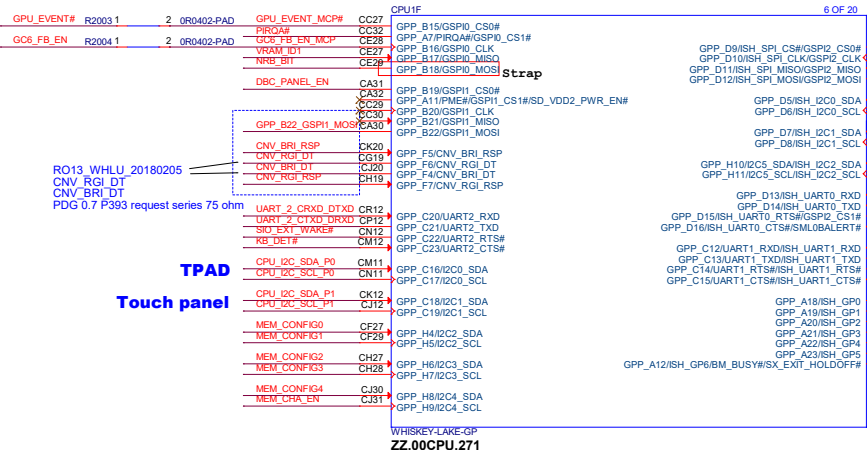 CPU1F 6 OF 20
GPU_EVENT# R2003 1 2 0R0402-PAD GPU_EVENT_MCP# CC27 GPP_B15/GSPI0_CS0#
PIRQA# CC32 GPP_A7/PIRQA#/GSPI0_CS1#
GC6_FB_EN R2004 1 2 0R0402-PAD GC6_FB_EN_MCP CE28 GPP_B16/GSPI0_CLK
VRAM_ID1 CE27 GPP_B17/GSPI0_MISO
NRB_BIT CE29 GPP_B18/GSPI0_MOSI Strap
GPP_D9/ISH_SPI_CS#/GSPI2_CS0#
GPP_D10/ISH_SPI_CLK/GSPI2_CLK
GPP_D11/ISH_SPI_MISO/GSPI2_MISO
GPP_D12/ISH_SPI_MOSI/GSPI2_MOSI
DBC_PANEL_EN CA31 GPP_B19/GSPI1_CS0#
CA32 GPP_A11/PME#/GSPI1_CS1#/SD_VDD2_PWR_EN#
CC29 GPP_B20/GSPI1_CLK
CC30 GPP_B21/GSPI1_MISO
GPP_B22_GSPI1_MOSI CA30 GPP_B22/GSPI1_MOSI
GPP_D5/ISH_I2C0_SDA
GPP_D6/ISH_I2C0_SCL
GPP_D7/ISH_I2C1_SDA
GPP_D8/ISH_I2C1_SCL
CNV_BRI_RSP CK20 GPP_F5/CNV_BRI_RSP
CNV_RGI_DT CG19 GPP_F6/CNV_RGI_DT
CNV_BRI_DT CJ20 GPP_F4/CNV_BRI_DT
CNV_RGI_RSP CH19 GPP_F7/CNV_RGI_RSP
GPP_H10/I2C5_SDA/ISH_I2C2_SDA
GPP_H11/I2C5_SCL/ISH_I2C2_SCL
RO13_WHLU_20180205
CNV_RGI_DT
CNV_BRI_DT
PDG 0.7 P393 request series 75 ohm
GPP_D13/ISH_UART0_RXD
GPP_D14/ISH_UART0_TXD
GPP_D15/ISH_UART0_RTS#/GSPI2_CS1#
GPP_D16/ISH_UART0_CTS#/SML0BALERT#
UART_2_CRXD_DTXD CR12 GPP_C20/UART2_RXD
UART_2_CTXD_DRXD CP12 GPP_C21/UART2_TXD
SIO_EXT_WAKE# CN12 GPP_C22/UART2_RTS#
KB_DET# CM12 GPP_C23/UART2_CTS#
GPP_C12/UART1_RXD/ISH_UART1_RXD
GPP_C13/UART1_TXD/ISH_UART1_TXD
GPP_C14/UART1_RTS#/ISH_UART1_RTS#
GPP_C15/UART1_CTS#/ISH_UART1_CTS#
TPAD CPU_I2C_SDA_P0 CM11 GPP_C16/I2C0_SDA
CPU_I2C_SCL_P0 CN11 GPP_C17/I2C0_SCL
Touch panel CPU_I2C_SDA_P1 CK12 GPP_C18/I2C1_SDA
CPU_I2C_SCL_P1 CJ12 GPP_C19/I2C1_SCL
GPP_A18/ISH_GP0
GPP_A19/ISH_GP1
GPP_A20/ISH_GP2
GPP_A21/ISH_GP3
GPP_A22/ISH_GP4
GPP_A23/ISH_GP5
GPP_A12/ISH_GP6/BM_BUSY#/SX_EXIT_HOLDOFF#
MEM_CONFIG0 CF27 GPP_H4/I2C2_SDA
MEM_CONFIG1 CF29 GPP_H5/I2C2_SCL
MEM_CONFIG2 CH27 GPP_H6/I2C3_SDA
MEM_CONFIG3 CH28 GPP_H7/I2C3_SCL
MEM_CONFIG4 CJ30 GPP_H8/I2C4_SDA
MEM_CHA_EN CJ31 GPP_H9/I2C4_SCL
WHISKEY-LAKE-GP
ZZ.00CPU.271